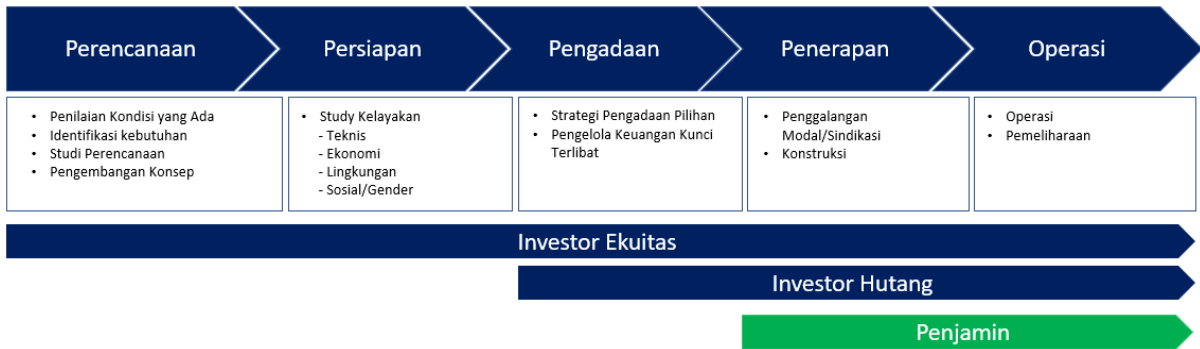 Perencanaan
Persiapan
Pengadaan
Penerapan
Operasi
• Penilaian Kondisi yang Ada
• Identifikasi kebutuhan
• Studi Perencanaan
• Pengembangan Konsep
• Study Kelayakan
- Teknis
- Ekonomi
- Lingkungan
- Sosial/Gender
• Strategi Pengadaan Pilihan
• Pengelola Keuangan Kunci
Terlibat
• Penggalangan
Modal/Sindikasi
• Konstruksi
• Operasi
• Pemeliharaan
Investor Ekuitas
Investor Hutang
Penjamin